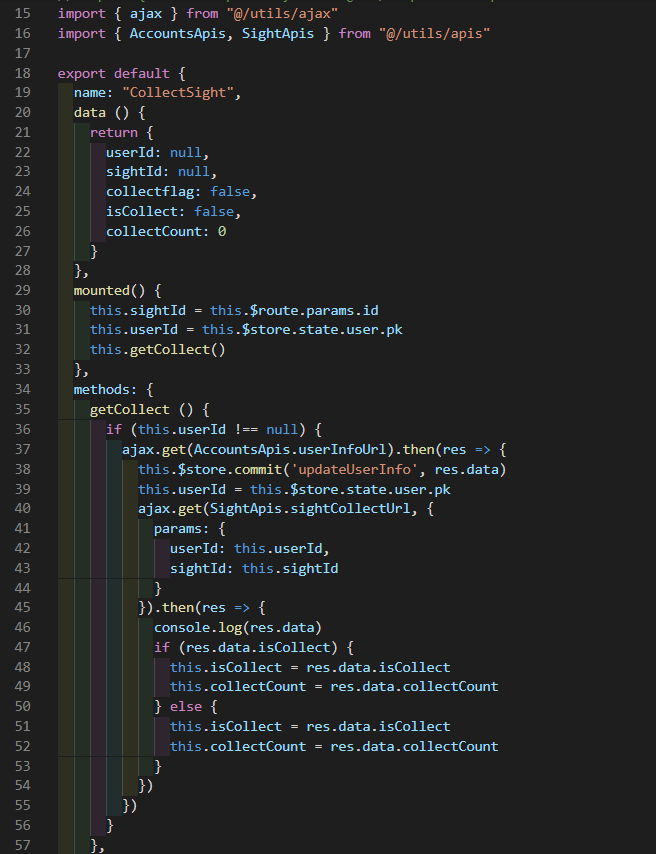 15 import { ajax } from "@/utils/ajax"
16 import { AccountsApis, SightApis } from "@/utils/apis"
17
18 export default {
19   name: "CollectSight",
20   data () {
21     return {
22       userId: null,
23       sightId: null,
24       collectflag: false,
25       isCollect: false,
26       collectCount: 0
27     }
28   },
29   mounted() {
30     this.sightId = this.$route.params.id
31     this.userId = this.$store.state.user.pk
32     this.getCollect()
33   },
34   methods: {
35     getCollect () {
36       if (this.userId !== null) {
37         ajax.get(AccountsApis.userInfoUrl).then(res => {
38           this.$store.commit('updateUserInfo', res.data)
39           this.userId = this.$store.state.user.pk
40           ajax.get(SightApis.sightCollectUrl, {
41             params: {
42               userId: this.userId,
43               sightId: this.sightId
44             }
45           }).then(res => {
46             console.log(res.data)
47             if (res.data.isCollect) {
48               this.isCollect = res.data.isCollect
49               this.collectCount = res.data.collectCount
50             } else {
51               this.isCollect = res.data.isCollect
52               this.collectCount = res.data.collectCount
53             }
54           })
55         })
56       }
57     },